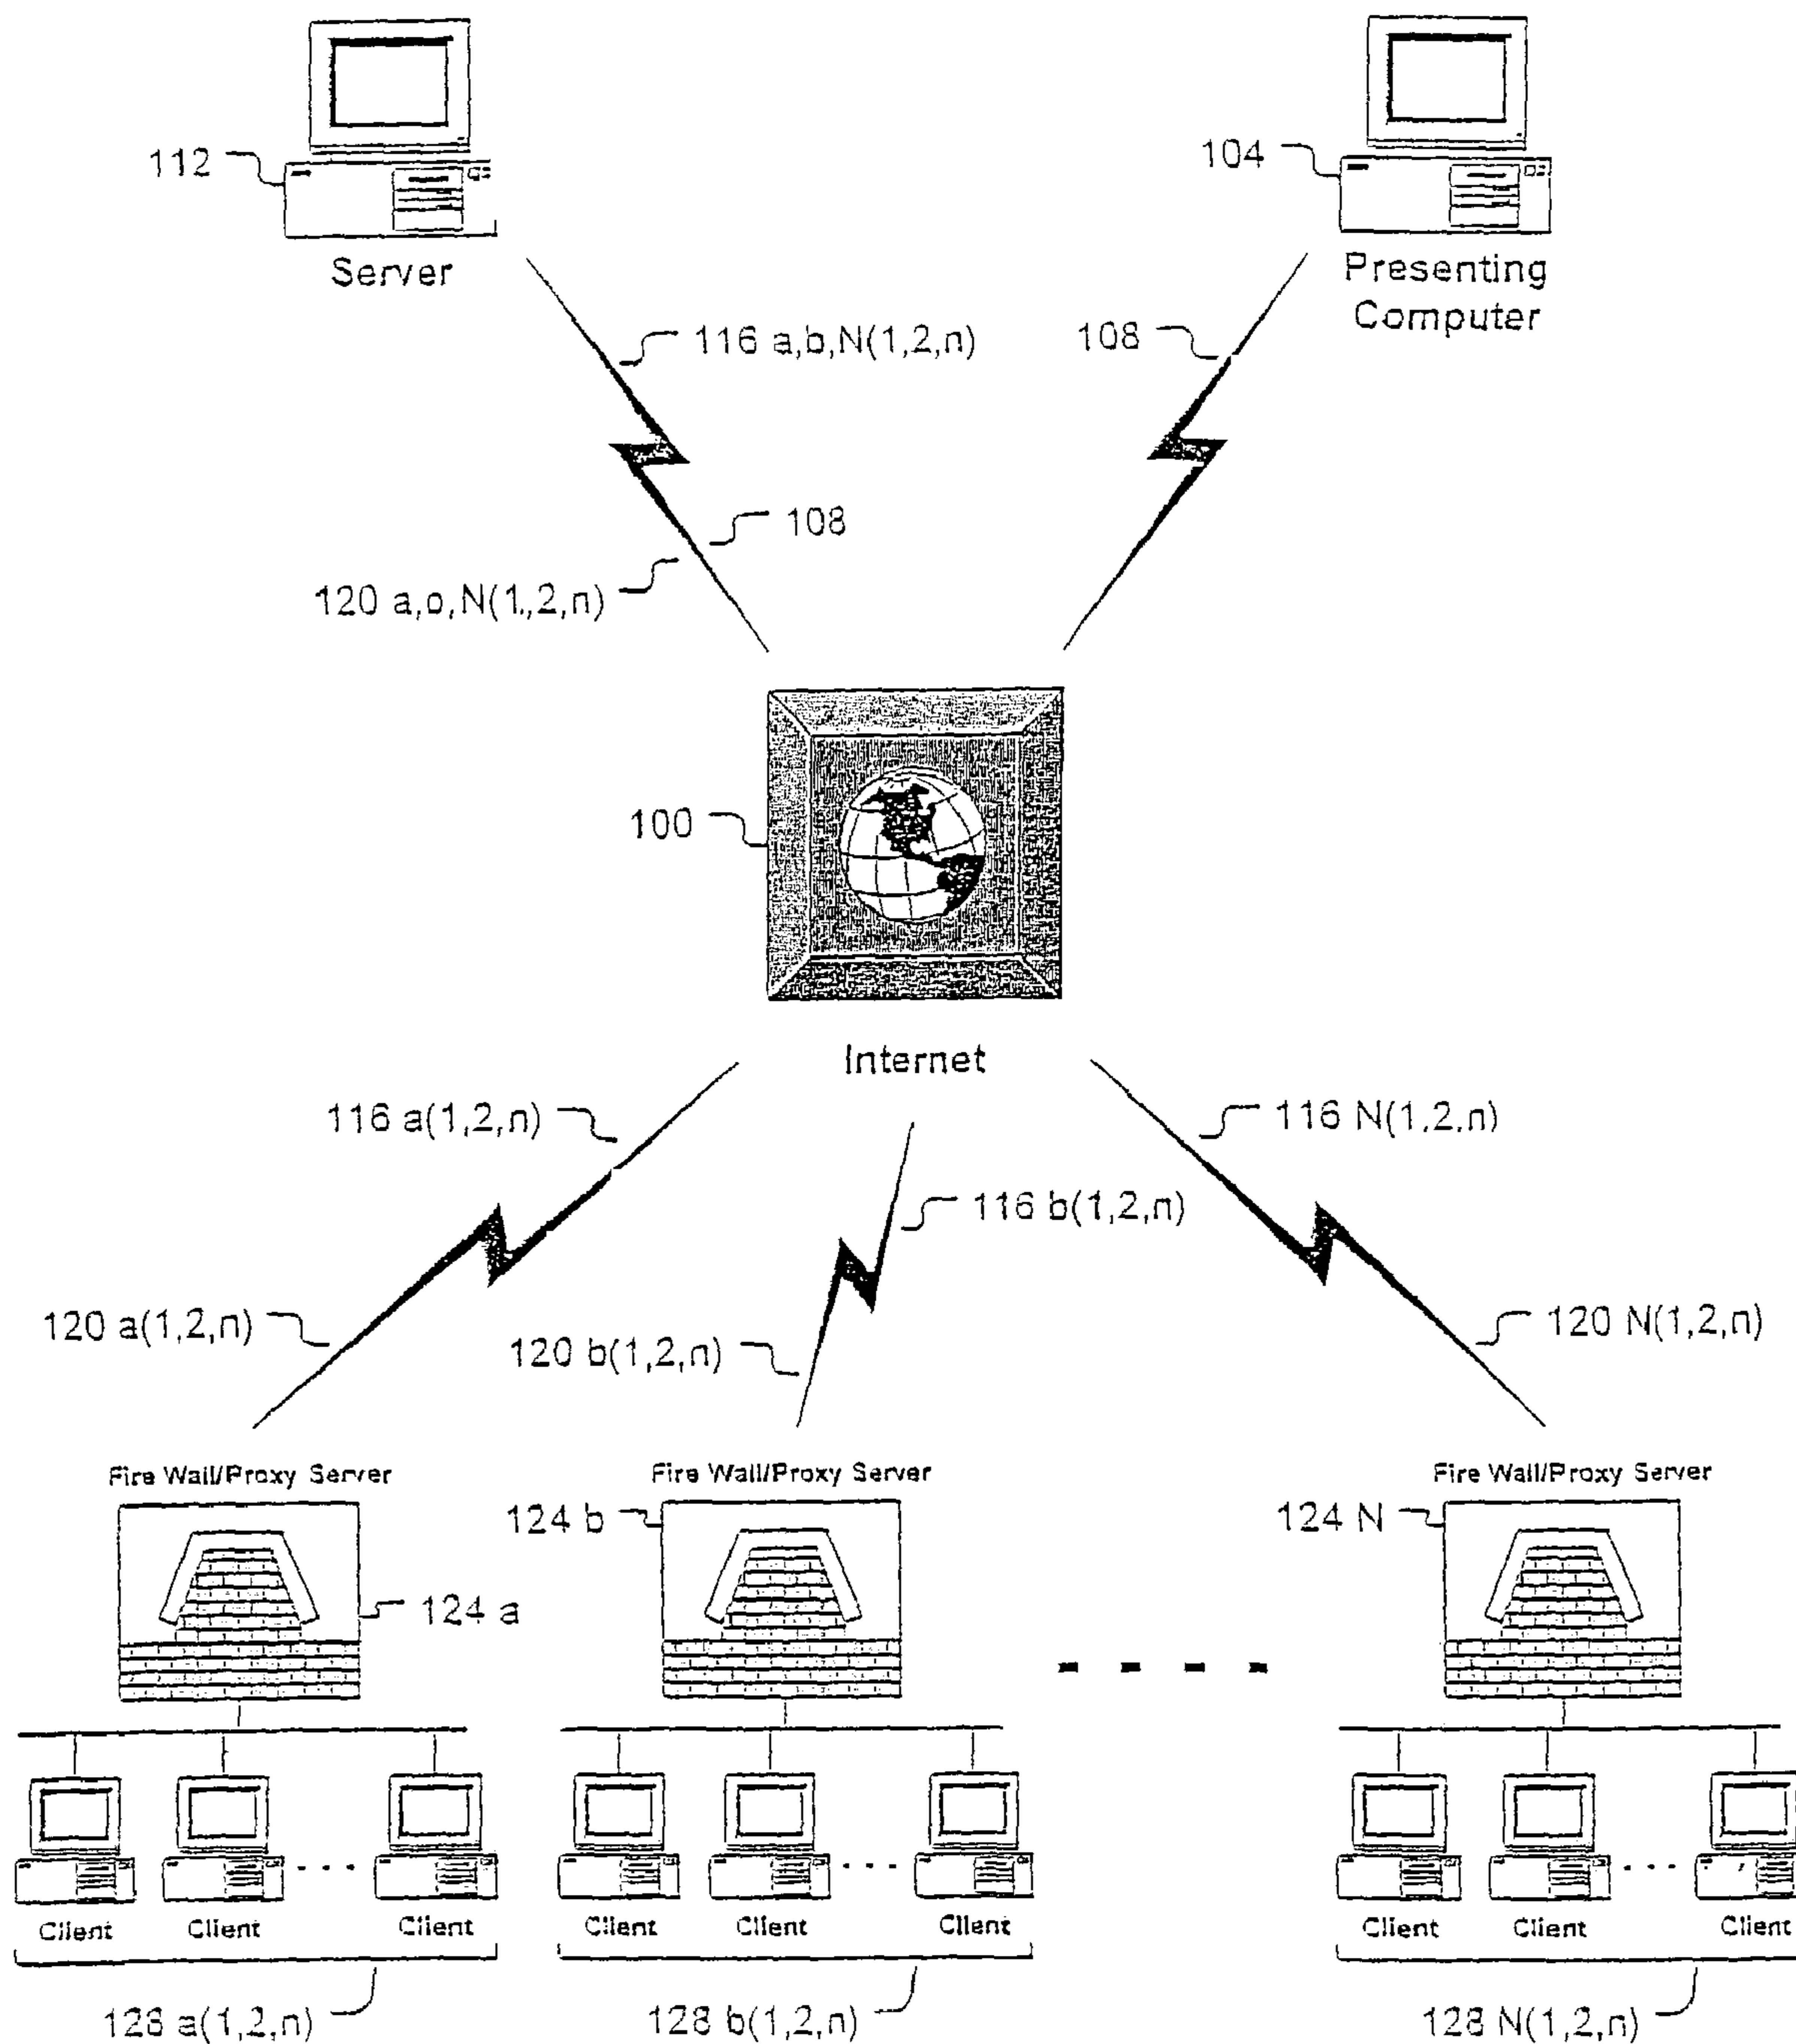 112
Server
104
Presenting
Computer
116 a,b,N(1,2,n)
108
108
120 a,b,N(1,2,n)
100
Internet
116 a(1,2,n)
116 N(1,2,n)
116 b(1,2,n)
120 a(1,2,n)
120 b(1,2,n)
120 N(1,2,n)
Fire Wall/Proxy Server
Fire Wall/Proxy Server
Fire Wall/Proxy Server
124 b
124 N
124 a
Client
Client
Client
Client
Client
Client
Client
Client
Client
128 a(1,2,n)
128 b(1,2,n)
128 N(1,2,n)